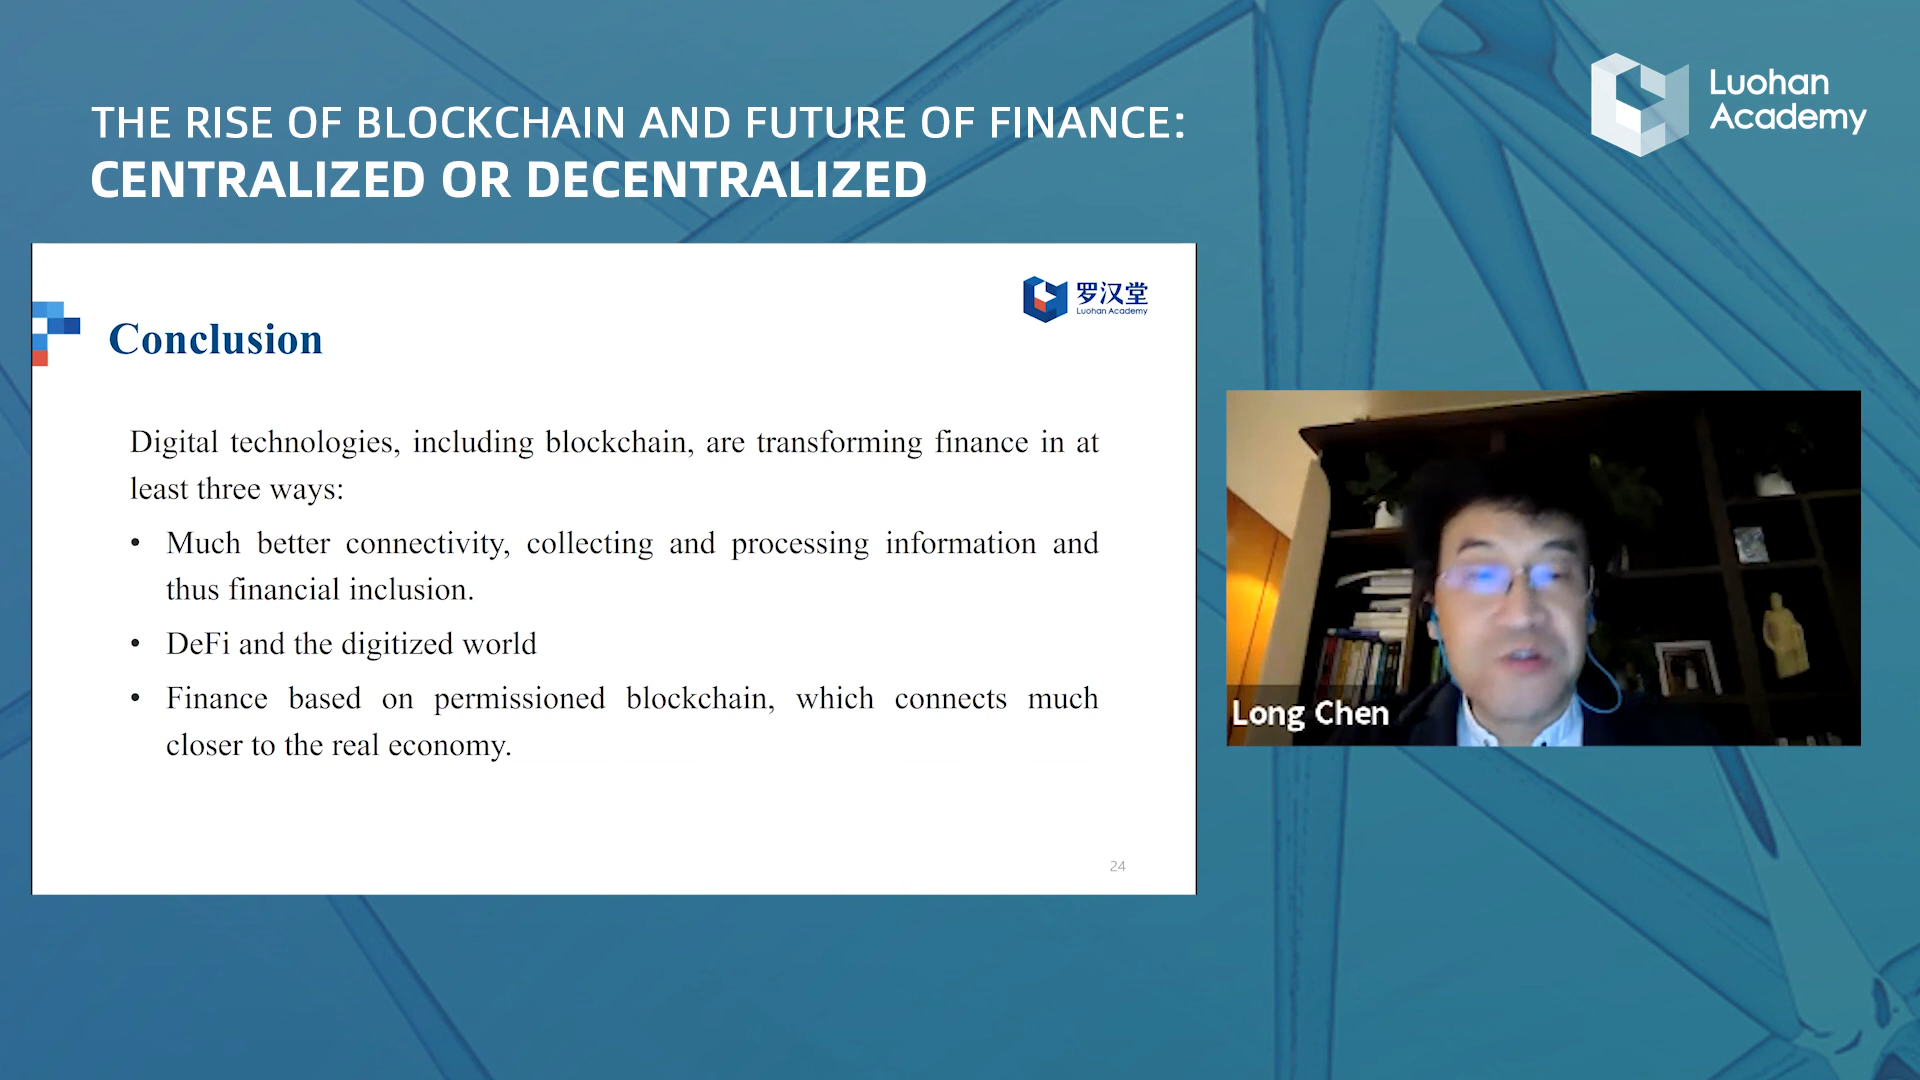 THE RISE OF BLOCKCHAIN AND FUTURE OF FINANCE:
CENTRALIZED OR DECENTRALIZED
Luohan
Academy
罗汉堂
Luohan Academy
Conclusion
Digital technologies, including blockchain, are transforming finance in at
least three ways:
• Much better connectivity, collecting and processing information and
thus financial inclusion.
• DeFi and the digitized world
• Finance based on permissioned blockchain, which connects much
closer to the real economy.
24
Long Chen